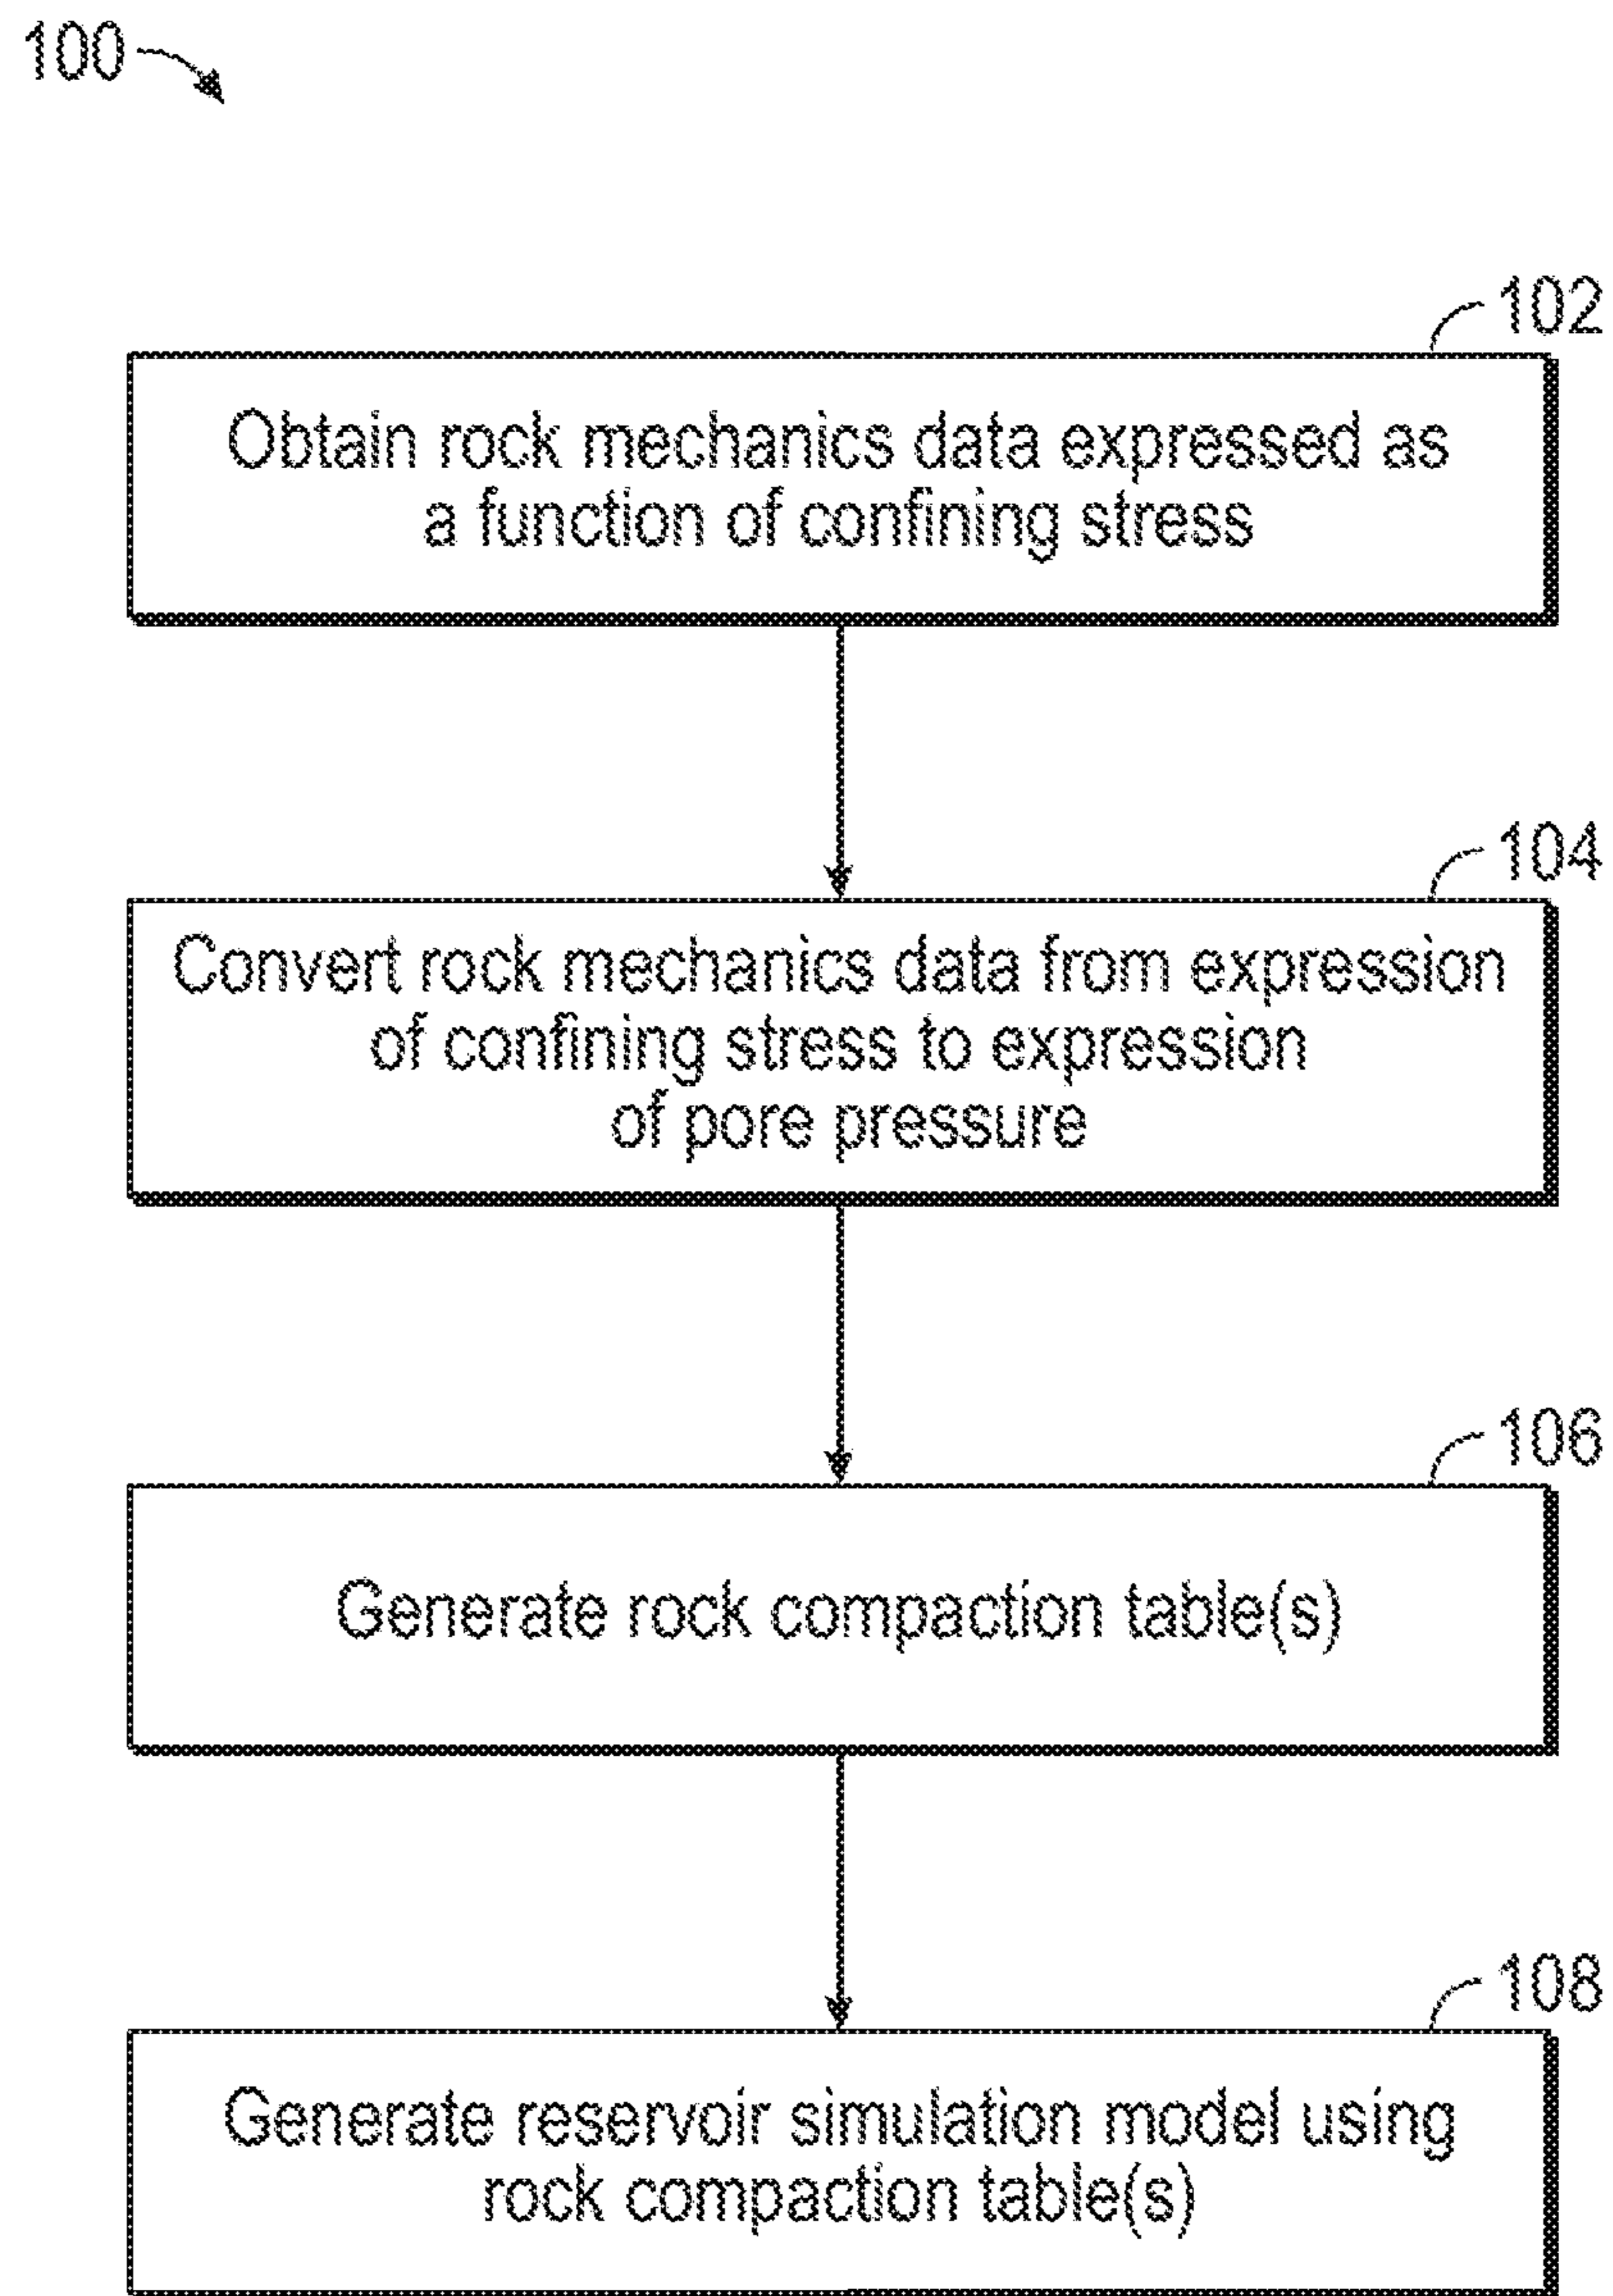 100
102
Obtain rock mechanics data expressed as
a function of confining stress
104
Convert rock mechanics data from expression
of confining stress to expression
of pore pressure
106
Generate rock compaction table(s)
108
Generate reservoir simulation model using
rock compaction table(s)